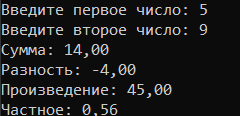 Введите первое число: 5
Введите второе число: 9
Сумма: 14,00
Разность: -4,00
Произведение: 45,00
Частное: 0,56